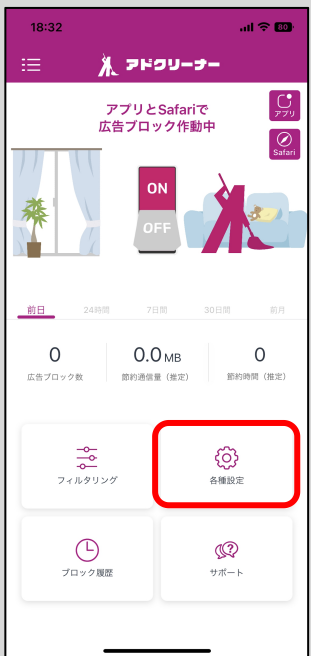 18:32
80
アドクリーナー
アプリとSafariで
広告ブロック作動中
アプリ
Safari
ON
OFF
前日 24時間 7日間 30日間 前月
0 0.0 MB 0
広告ブロック数 節約通信量（推定） 節約時間（推定）
フィルタリング 各種設定
ブロック履歴 サポート